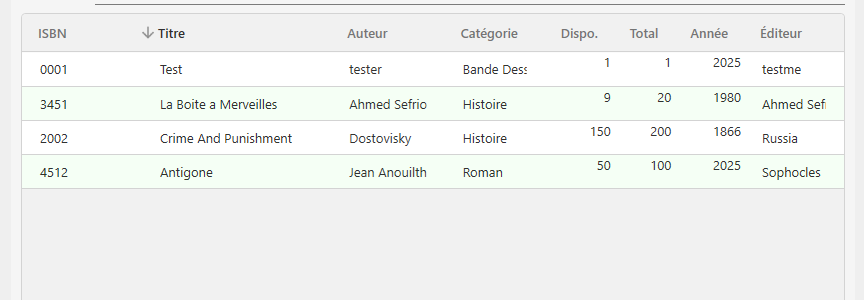 ISBN Titre Auteur Catégorie Dispo. Total Année Éditeur
0001 Test tester Bande Dess 1 1 2025 testme
3451 La Boite a Merveilles Ahmed Sefrio 9 20 1980 Ahmed Sef
2002 Crime And Punishment Dostovisky Histoire 150 200 1866 Russia
4512 Antigone Jean Anouilth Roman 50 100 2025 Sophocles